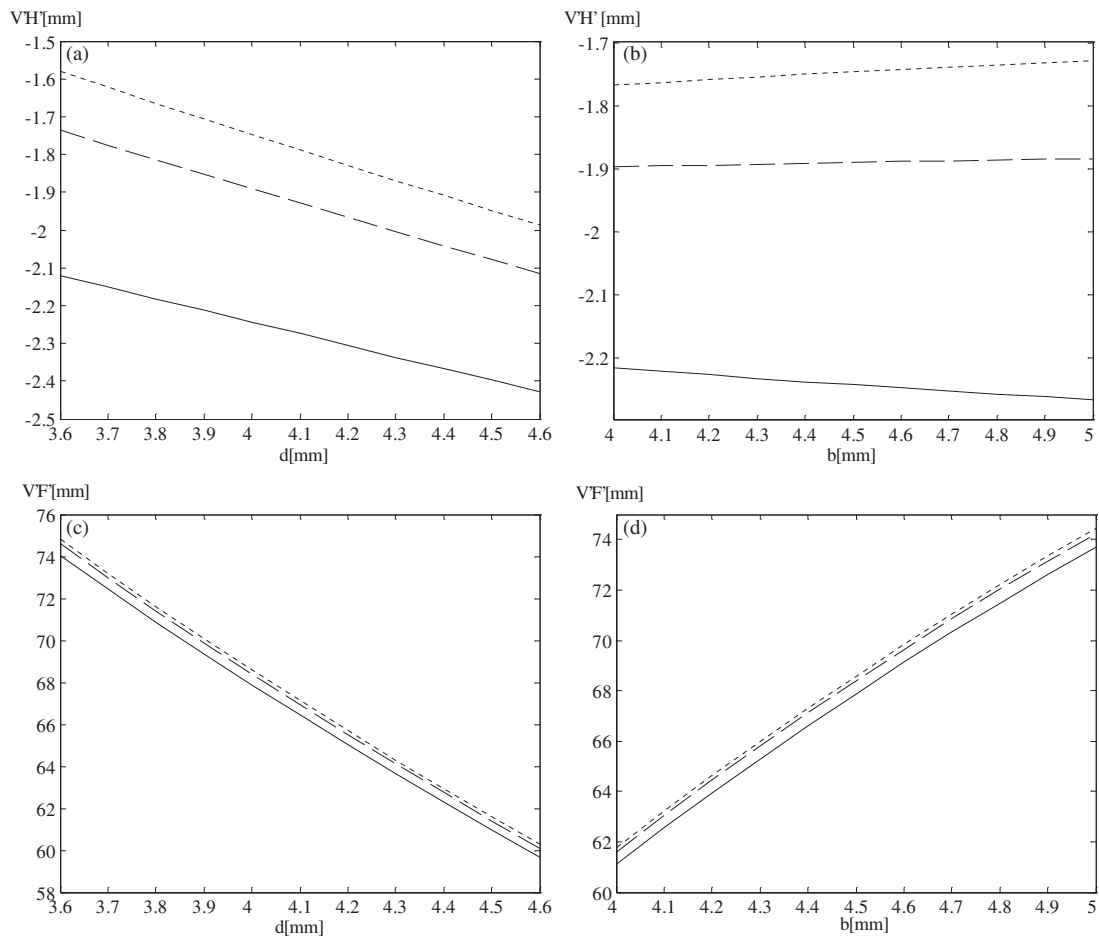 V'H'[mm]
(a)
-1.5
-1.6
-1.7
-1.8
-1.9
-2
-2.1
-2.2
-2.3
-2.4
-2.5
3.6 3.7 3.8 3.9 4 4.1 4.2 4.3 4.4 4.5 4.6
d[mm]
V'H' [mm]
(b)
-1.7
-1.8
-1.9
-2
-2.1
-2.2
4 4.1 4.2 4.3 4.4 4.5 4.6 4.7 4.8 4.9 5
b[mm]
V'F'[mm]
(c)
76
74
72
70
68
66
64
62
60
58
3.6 3.7 3.8 3.9 4 4.1 4.2 4.3 4.4 4.5 4.6
d[mm]
V'F'[mm]
(d)
74
72
70
68
66
64
62
60
4 4.1 4.2 4.3 4.4 4.5 4.6 4.7 4.8 4.9 5
b[mm]